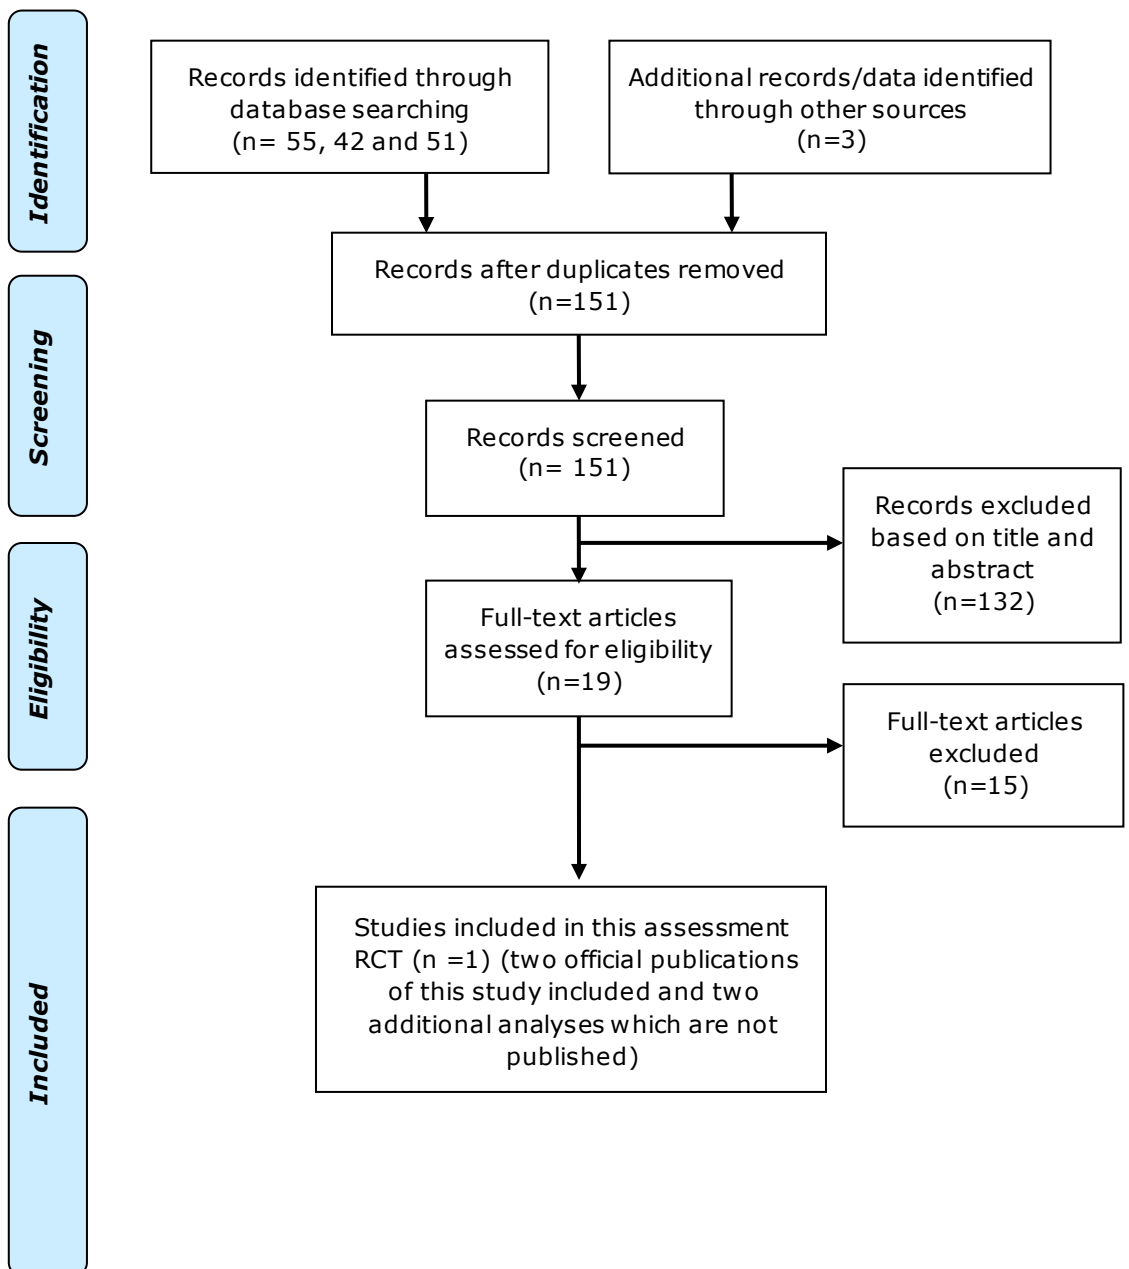 Identification
Records identified through
database searching
(n= 55, 42 and 51)
Additional records/data identified
through other sources
(n=3)
Records after duplicates removed
(n=151)
Screening
Records screened
(n= 151)
Records excluded
based on title and
abstract
(n=132)
Eligibility
Full-text articles
assessed for eligibility
(n=19)
Full-text articles
excluded
(n=15)
Included
Studies included in this assessment
RCT (n =1) (two official publications
of this study included and two
additional analyses which are not
published)